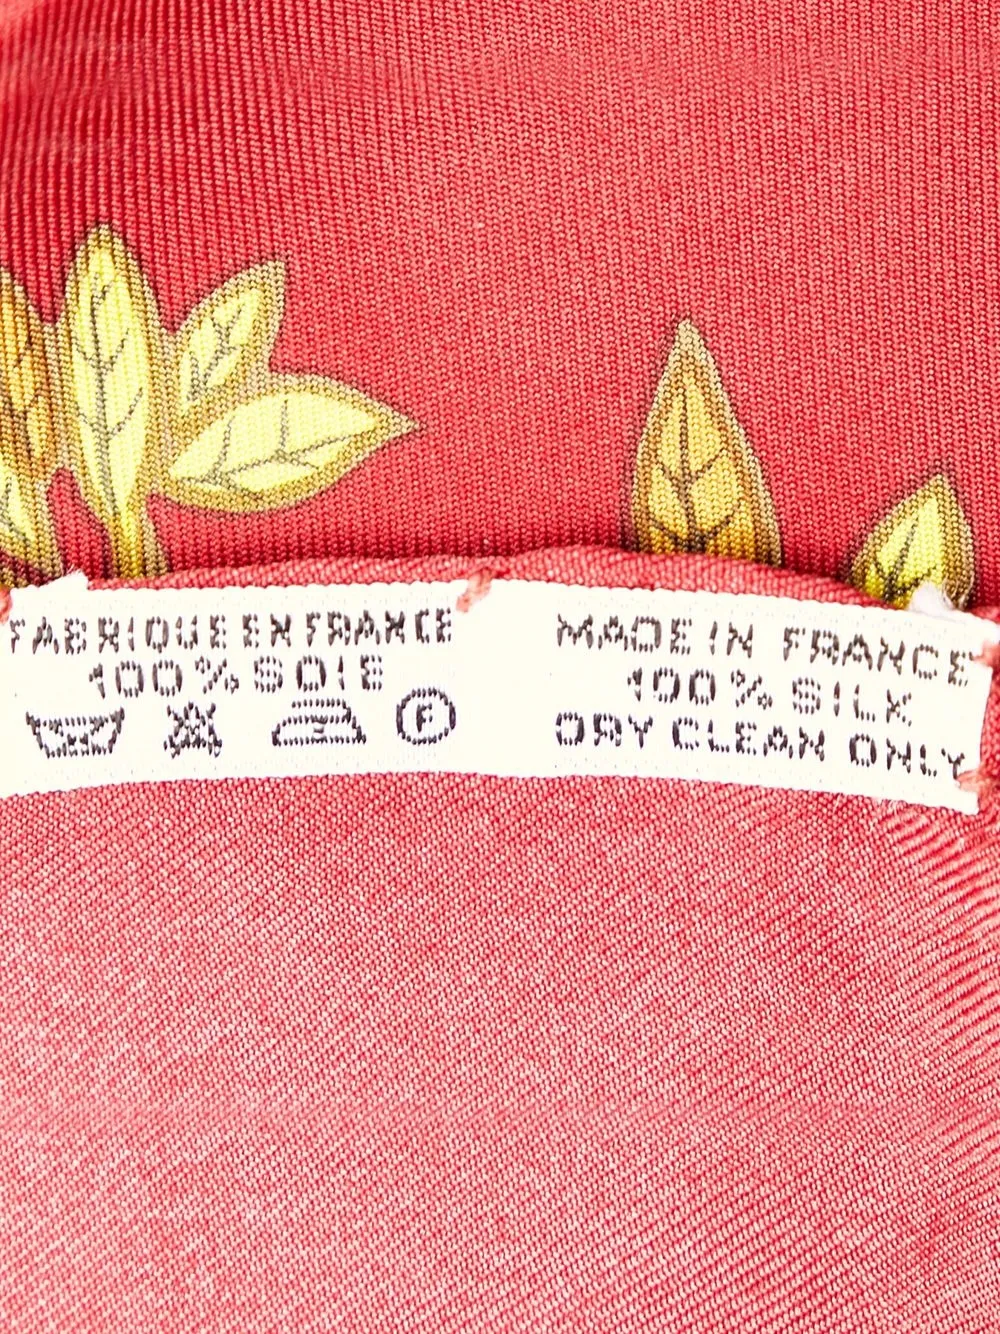 FABRIQUE EN FRANCE
100% SOIE
F
MADE IN FRANCE
100% SILK
DRY CLEAN ONLY